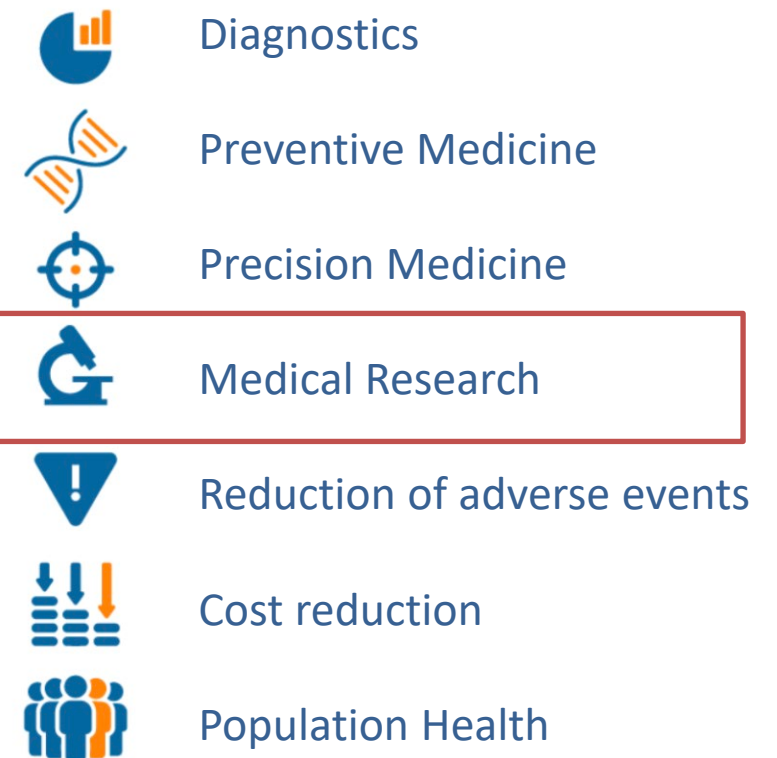 Diagnostics
Preventive Medicine
Precision Medicine
Medical Research
Reduction of adverse events
Cost reduction
Population Health